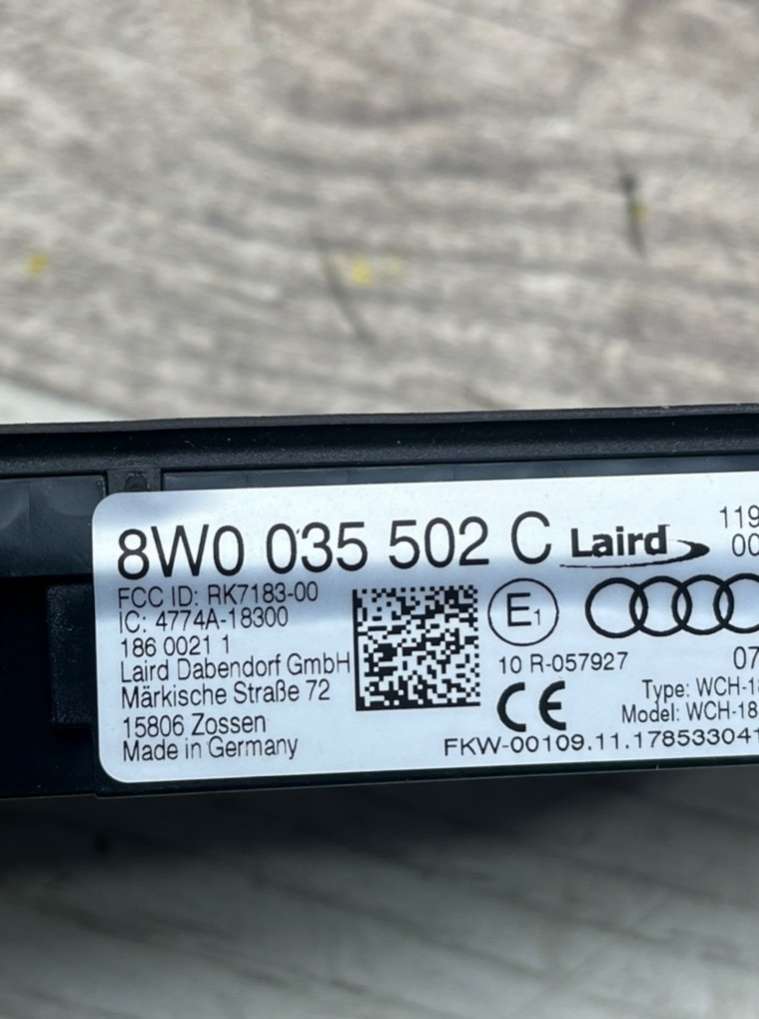 8W0 035 502 C Laird 119
00
FCC ID: RK7183-00
IC: 4774A-18300
186 0021 1
Laird Dabendorf GmbH
Märkische Straße 72
15806 Zossen
Made in Germany
E1
10 R-057927 07
CE
Type: WCH-18
Model: WCH-18
FKW-00109.11.178533041